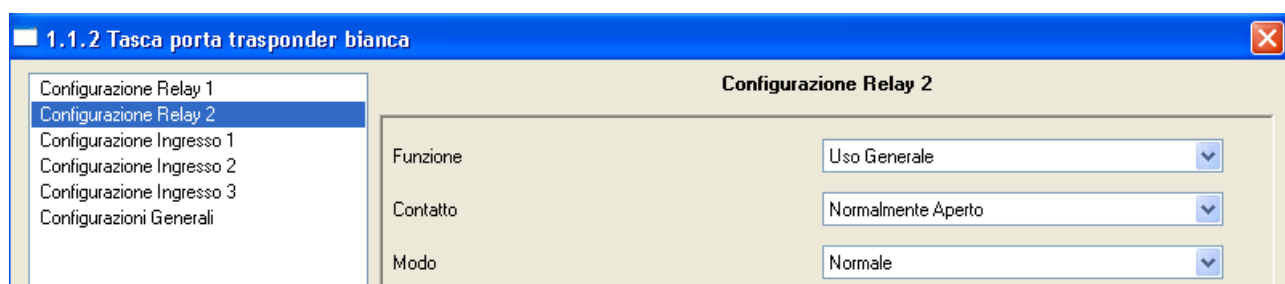 1.1.2 Tasca porta trasponder bianca
Configurazione Relay 1
Configurazione Relay 2
Configurazione Ingresso 1
Configurazione Ingresso 2
Configurazione Ingresso 3
Configurazioni Generali
Configurazione Relay 2
Funzione Uso Generale
Contatto Normalmente Aperto
Modo Normale